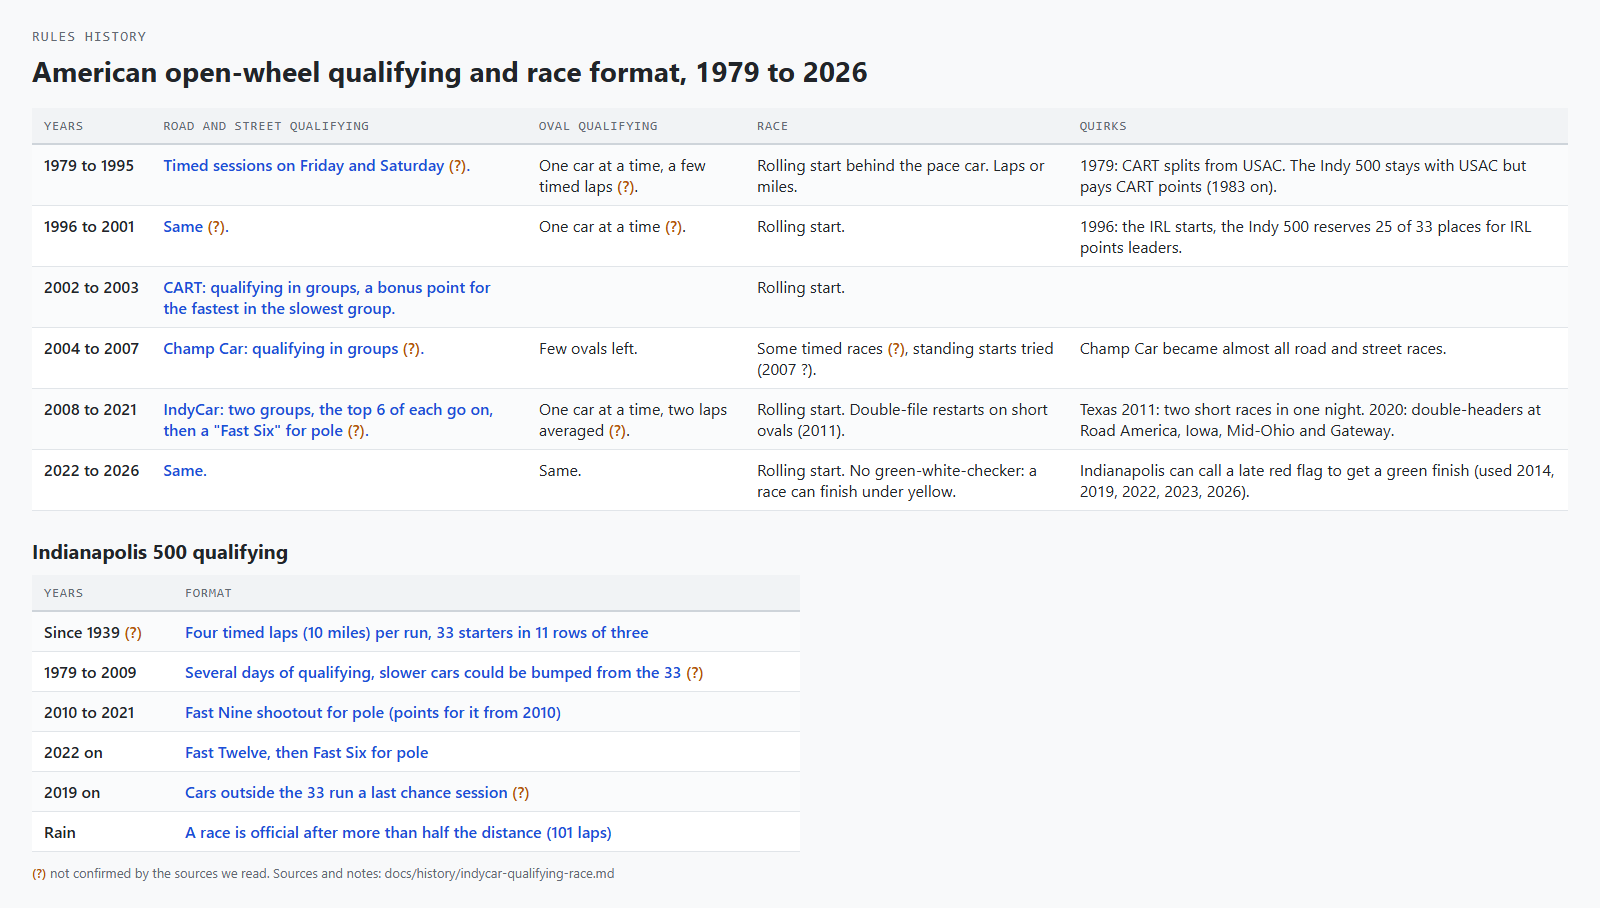 RULES HISTORY
American open-wheel qualifying and race format, 1979 to 2026
YEARS ROAD AND STREET QUALIFYING OVAL QUALIFYING RACE QUIRKS
1979 to 1995 Timed sessions on Friday and Saturday (?). One car at a time, a few timed laps (?). Rolling start behind the pace car. Laps or miles. 1979: CART splits from USAC. The Indy 500 stays with USAC but pays CART points (1983 on).
1996 to 2001 Same (?). One car at a time (?). Rolling start. 1996: the IRL starts, the Indy 500 reserves 25 of 33 places for IRL points leaders.
2002 to 2003 CART: qualifying in groups, a bonus point for the fastest in the slowest group. Rolling start.
2004 to 2007 Champ Car: qualifying in groups (?). Few ovals left. Some timed races (?), standing starts tried (2007 ?). Champ Car became almost all road and street races.
2008 to 2021 IndyCar: two groups, the top 6 of each go on, then a "Fast Six" for pole (?). One car at a time, two laps averaged (?). Rolling start. Double-file restarts on short ovals (2011). Texas 2011: two short races in one night. 2020: double-headers at Road America, Iowa, Mid-Ohio and Gateway.
2022 to 2026 Same. Same. Rolling start. No green-white-checker: a race can finish under yellow. Indianapolis can call a late red flag to get a green finish (used 2014, 2019, 2022, 2023, 2026).
Indianapolis 500 qualifying
YEARS FORMAT
Since 1939 (?) Four timed laps (10 miles) per run, 33 starters in 11 rows of three
1979 to 2009 Several days of qualifying, slower cars could be bumped from the 33 (?)
2010 to 2021 Fast Nine shootout for pole (points for it from 2010)
2022 on Fast Twelve, then Fast Six for pole
2019 on Cars outside the 33 run a last chance session (?)
Rain A race is official after more than half the distance (101 laps)
(?) not confirmed by the sources we read. Sources and notes: docs/history/indycar-qualifying-race.md